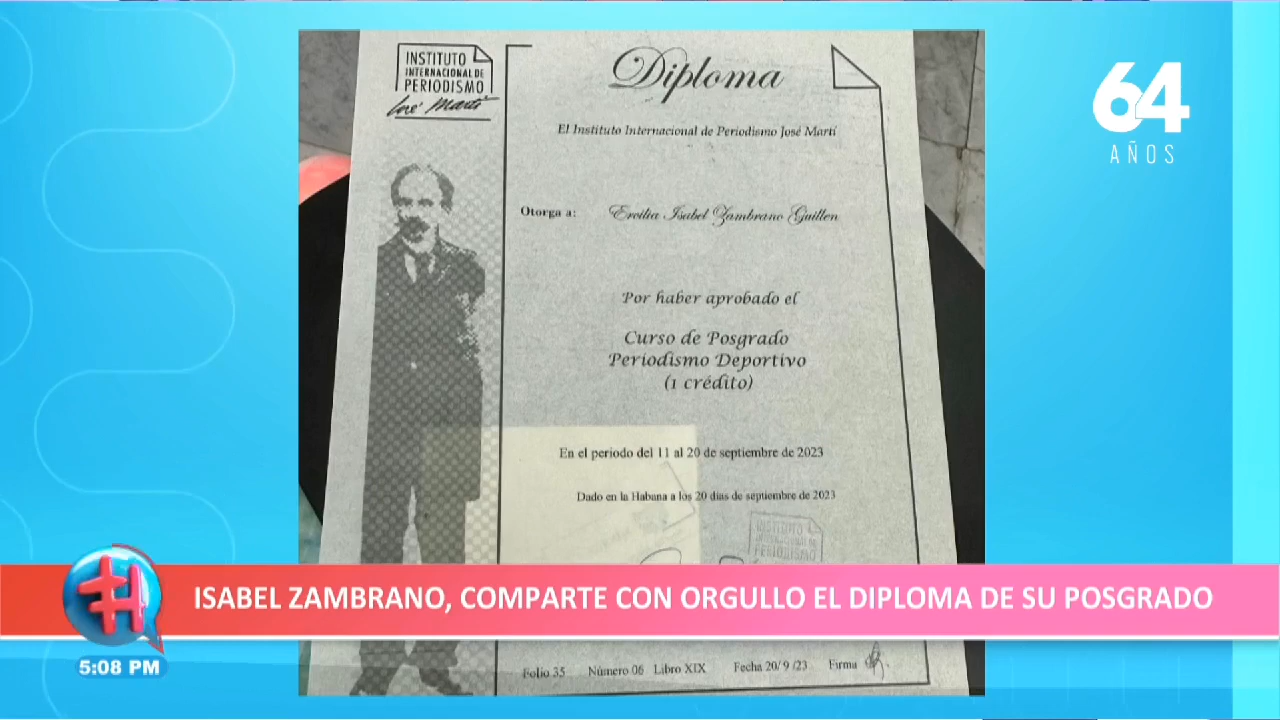 INSTITUTO
INTERNACIONAL DE
PERIODISMO
José Martí
Diploma
El Instituto Internacional de Periodismo José Martí
Otorga a: Ercilia Isabel Zambrano Guillen
Por haber aprobado el
Curso de Posgrado
Periodismo Deportivo
(1 crédito)
En el periodo del 11 al 20 de septiembre de 2023
Dado en la Habana a los 20 días de septiembre de 2023
INSTITUTO
PERIODISMO
Folio 35 Número 06 Libro XIX Fecha 20/9/23 Firma
64
AÑOS
ISABEL ZAMBRANO, COMPARTE CON ORGULLO EL DIPLOMA DE SU POSGRADO
5:08 PM